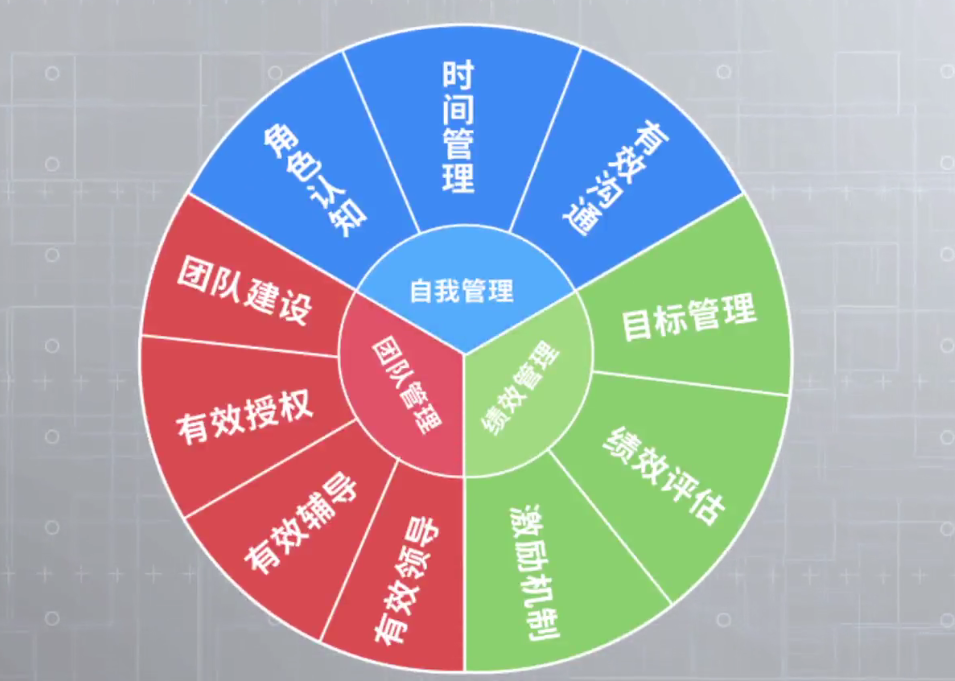 时间管理
角色认知
有效沟通
自我管理
团队建设
目标管理
团队管理
绩效管理
有效授权
绩效评估
有效辅导
激励机制
有效领导